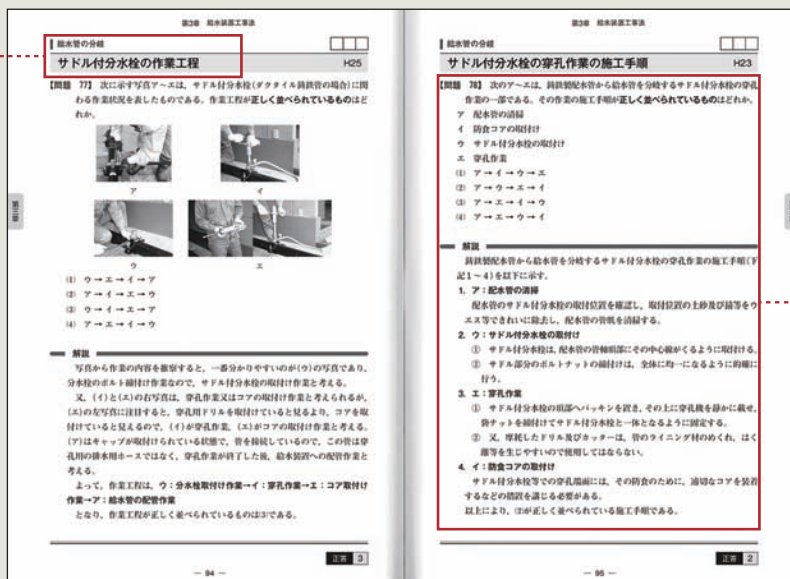 第3章 給水装置工事法
給水管の分岐
サドル付分水栓の作業工程 H25
【問題 77】 次に示す写真ア〜エは，サドル付分水栓(ダクタイル鋳鉄管の場合)に関
わる作業状況を表したものである。作業工程が正しく並べられているものはど
れか。
ア
イ
ウ
エ
(1) ウ→エ→イ→ア
(2) ア→エ→イ→ウ
(3) ウ→イ→エ→ア
(4) ア→イ→エ→ウ
解説
写真から作業の内容を推察すると，一番分かりやすいのが(ウ)の写真であり，
分水栓のボルト締付け作業なので，サドル付分水栓の取付け作業と考える。
又，(イ)と(エ)の右写真は，穿孔作業又はコアの取付け作業と考えられるが，
(エ)の左写真に注目すると，穿孔用ドリルを取付けていると見るより，コアを取
付けていると見えるので，(イ)が穿孔作業，(エ)がコアの取付け作業と考える。
(ア)はキャップが取付けられている状態で，管を接続しているので，この管は穿
孔用の排水用ホースではなく，穿孔作業が終了した後，給水装置への配管作業と
考える。
よって，作業工程は，ウ：分水栓取付け作業→イ：穿孔作業→エ：コア取付け
作業→ア：給水管の配管作業
となり，作業工程が正しく並べられているものは(3)である。
正答 3
― 94 ―
第三章
第3章 給水装置工事法
給水管の分岐
サドル付分水栓の穿孔作業の施工手順 H23
【問題 78】 次のア〜エは，鋳鉄製配水管から給水管を分岐するサドル付分水栓の穿孔
作業の一部である。その作業の施工手順が正しく並べられているものはどれか。
ア 配水管の清掃
イ 防食コアの取付け
ウ サドル付分水栓の取付け
エ 穿孔作業
(1) ア→イ→ウ→エ
(2) ア→ウ→エ→イ
(3) ア→エ→イ→ウ
(4) ア→エ→ウ→イ
解説
鋳鉄製配水管から給水管を分岐するサドル付分水栓の穿孔作業の施工手順(下
記1〜4)を以下に示す。
1. ア：配水管の清掃
配水管のサドル付分水栓の取付位置を確認し，取付位置の土砂及び錆等をウ
エス等できれいに除去し，配水管の管肌を清掃する。
2. ウ：サドル付分水栓の取付け
① サドル付分水栓は，配水管の管軸頂部にその中心線がくるように取付ける。
② サドル部分のボルトナットの締付けは，全体に均一になるように的確に
行う。
3. エ：穿孔作業
① サドル付分水栓の頂部へパッキンを置き，その上に穿孔機を静かに載せ，
袋ナットを締付けてサドル付分水栓と一体となるように固定する。
② 又，摩耗したドリル及びカッターは，管のライニング材のめくれ，はく
離等を生じやすいので使用してはならない。
4. イ：防食コアの取付け
サドル付分水栓等での穿孔端面には，その防食のために，適切なコアを装着
するなどの措置を講じる必要がある。
以上により，(2)が正しく並べられている施工手順である。
正答 2
― 95 ―